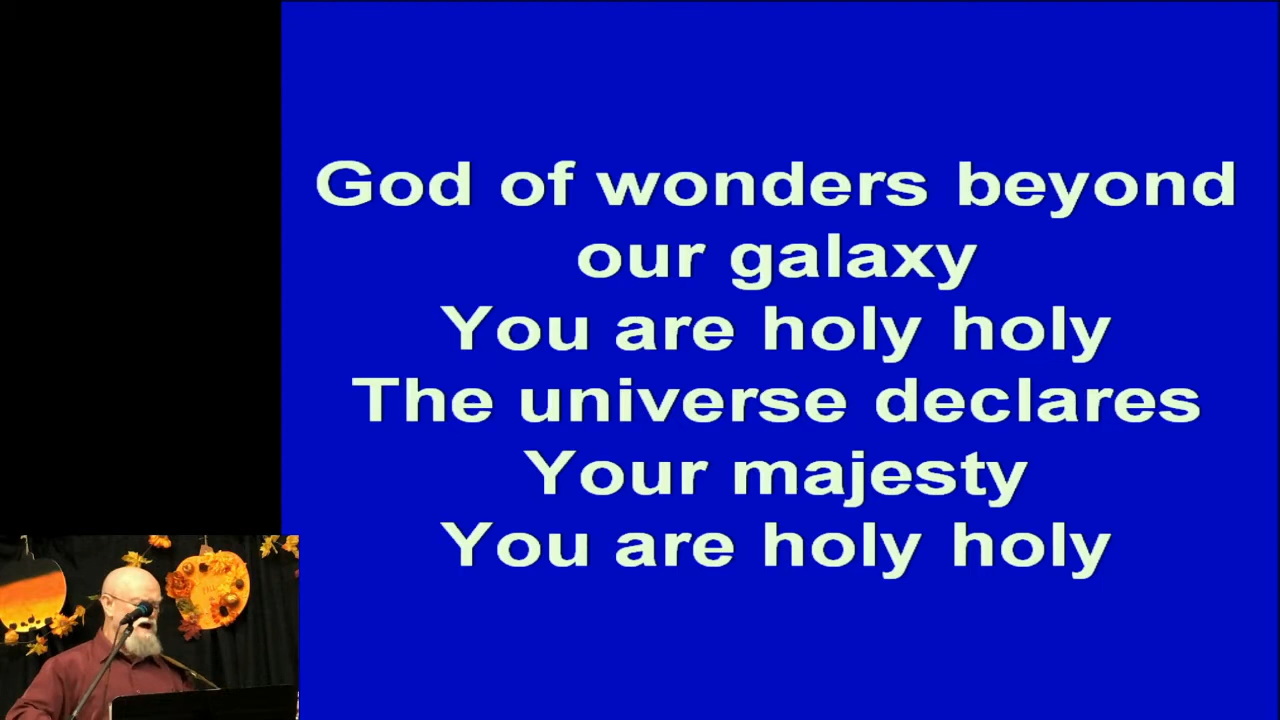 God of wonders beyond
our galaxy
You are holy holy
The universe declares
Your majesty
You are holy holy